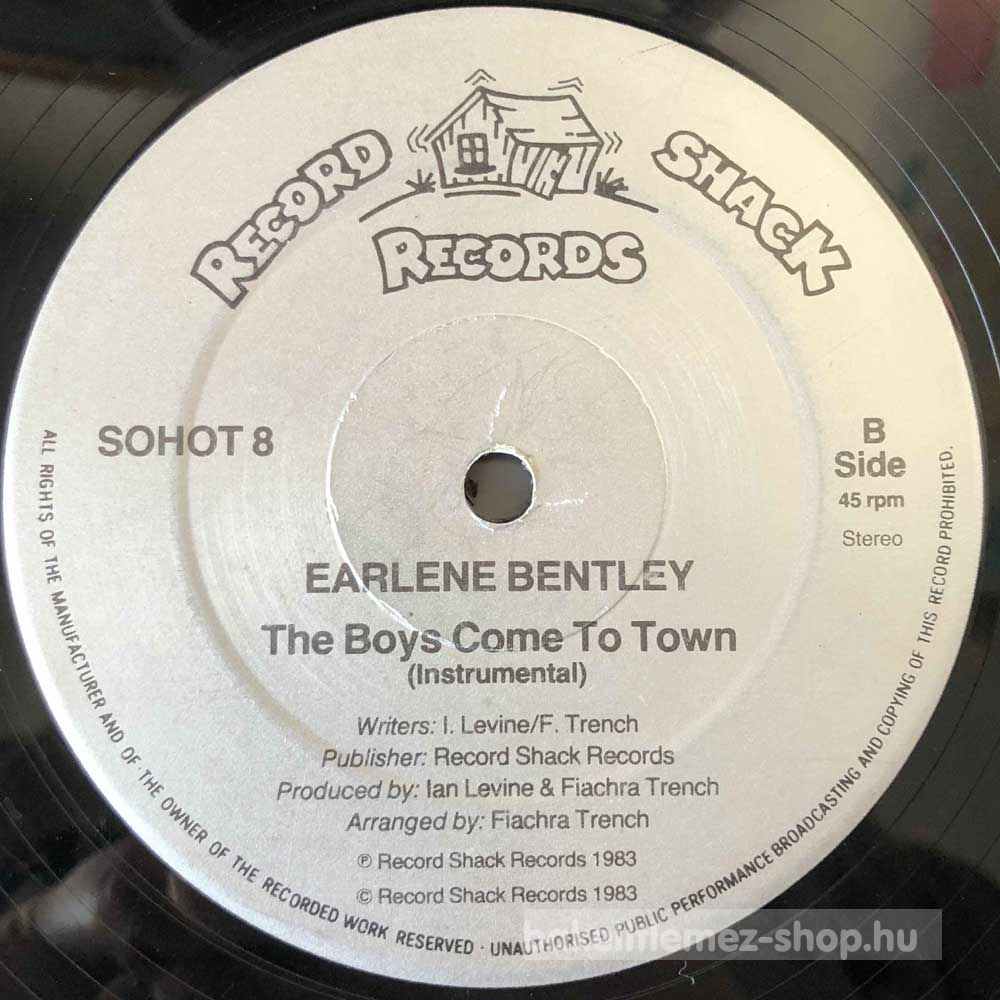 RECORD SHACK
RECORDS
SOHOT 8
B
Side
45 rpm
Stereo
EARLENE BENTLEY
The Boys Come To Town
(Instrumental)
Writers: I. Levine/F. Trench
Publisher: Record Shack Records
Produced by: Ian Levine & Fiachra Trench
Arranged by: Fiachra Trench
℗ Record Shack Records 1983
© Record Shack Records 1983
ALL RIGHTS OF THE MANUFACTURER AND OF THE OWNER OF THE RECORDED WORK RESERVED · UNAUTHORISED PUBLIC PERFORMANCE BROADCASTING AND COPYING OF THIS RECORD PROHIBITED.